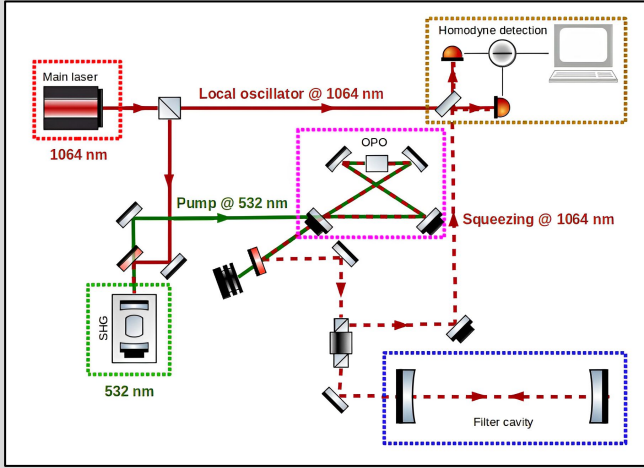 Homodyne detection
Main laser
Local oscillator @ 1064 nm
1064 nm
OPO
Pump @ 532 nm
Squeezing @ 1064 nm
SHG
532 nm
Filter cavity